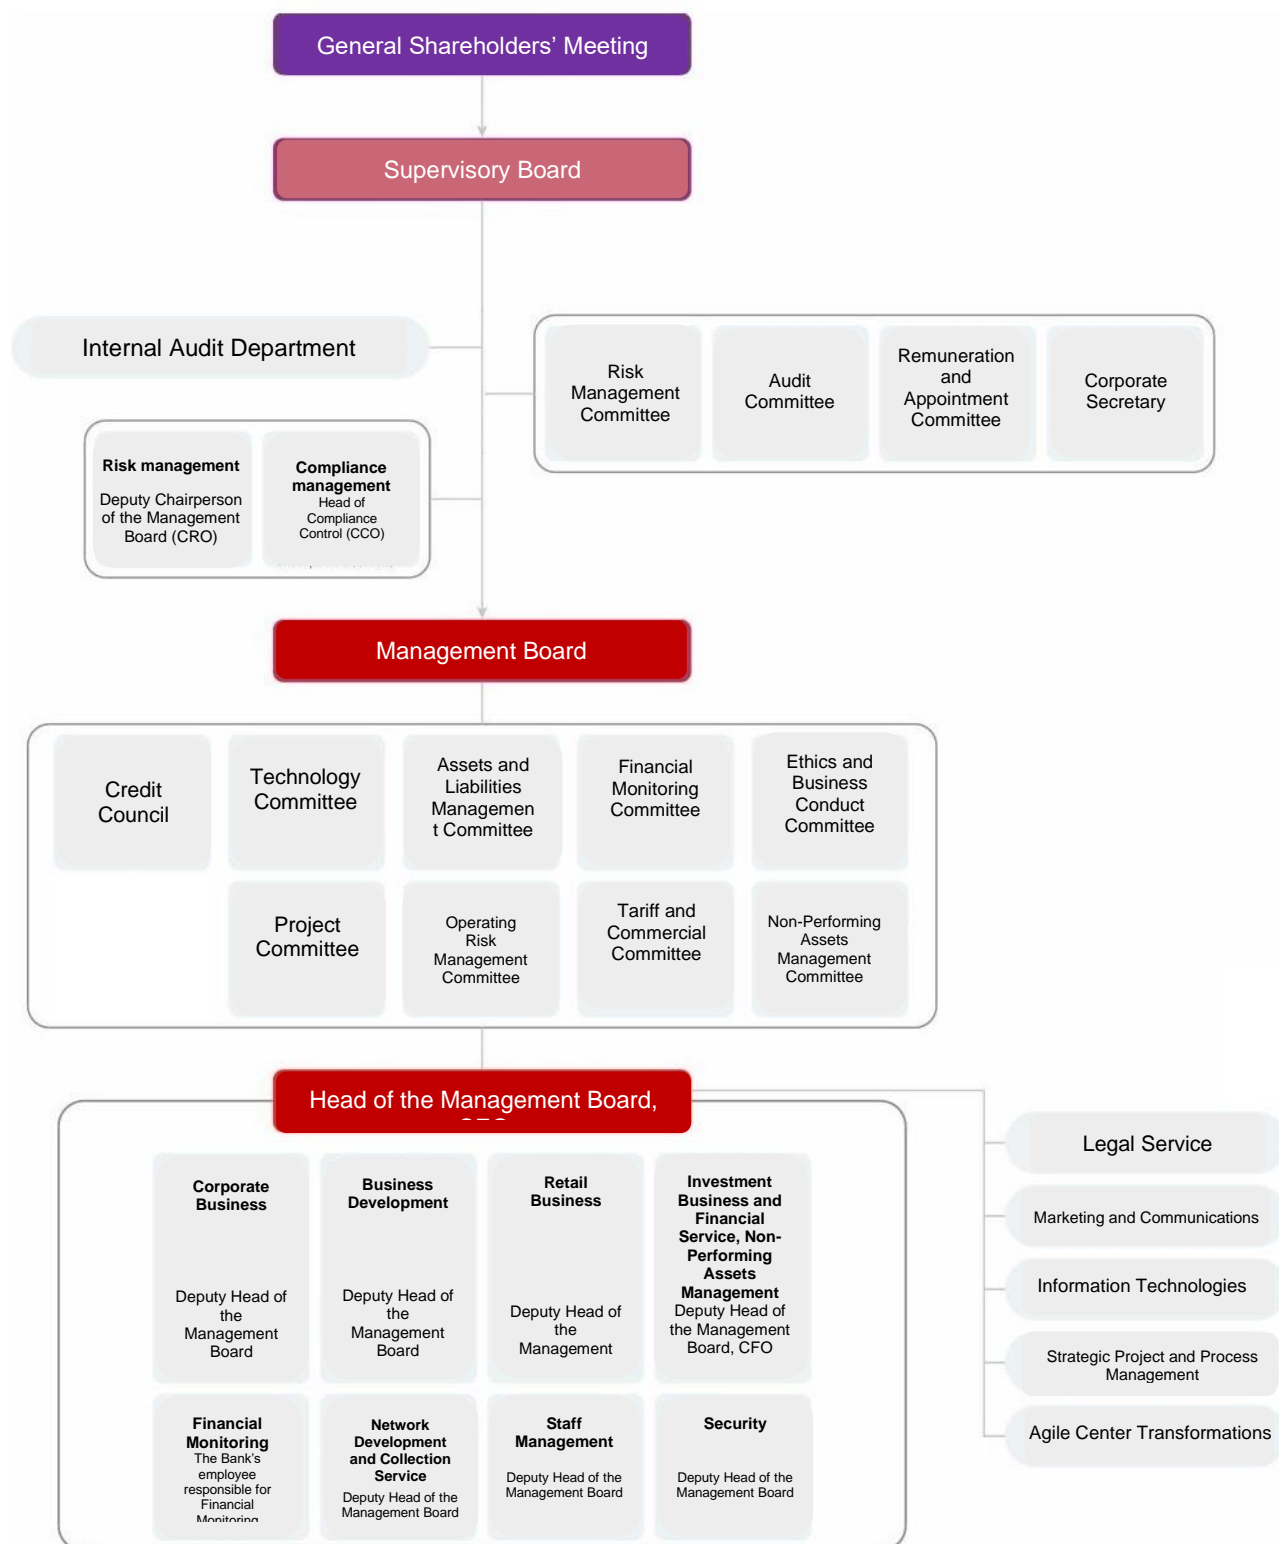 General Shareholders’ Meeting
Supervisory Board
Internal Audit Department
Risk
Management
Committee
Audit
Committee
Remuneration
and
Appointment
Committee
Corporate
Secretary
Risk management
Deputy Chairperson
of the Management
Board (CRO)
Compliance
management
Head of
Compliance
Control (CCO)
Management Board
Credit
Council
Technology
Committee
Assets and
Liabilities
Managemen
t Committee
Financial
Monitoring
Committee
Ethics and
Business
Conduct
Committee
Project
Committee
Operating
Risk
Management
Committee
Tariff and
Commercial
Committee
Non-Performing
Assets
Management
Committee
Head of the Management Board,
Corporate
Business
Deputy Head of
the
Management
Board
Business
Development
Deputy Head of
the
Management
Board
Retail
Business
Deputy Head of
the
Management
Investment
Business and
Financial
Service, Non-
Performing
Assets
Management
Deputy Head of
the Management
Board, CFO
Financial
Monitoring
The Bank’s
employee
responsible for
Financial
Monitoring
Network
Development
and Collection
Service
Deputy Head of the
Management Board
Staff
Management
Deputy Head of the
Management Board
Security
Deputy Head of the
Management Board
Legal Service
Marketing and Communications
Information Technologies
Strategic Project and Process
Management
Agile Center Transformations